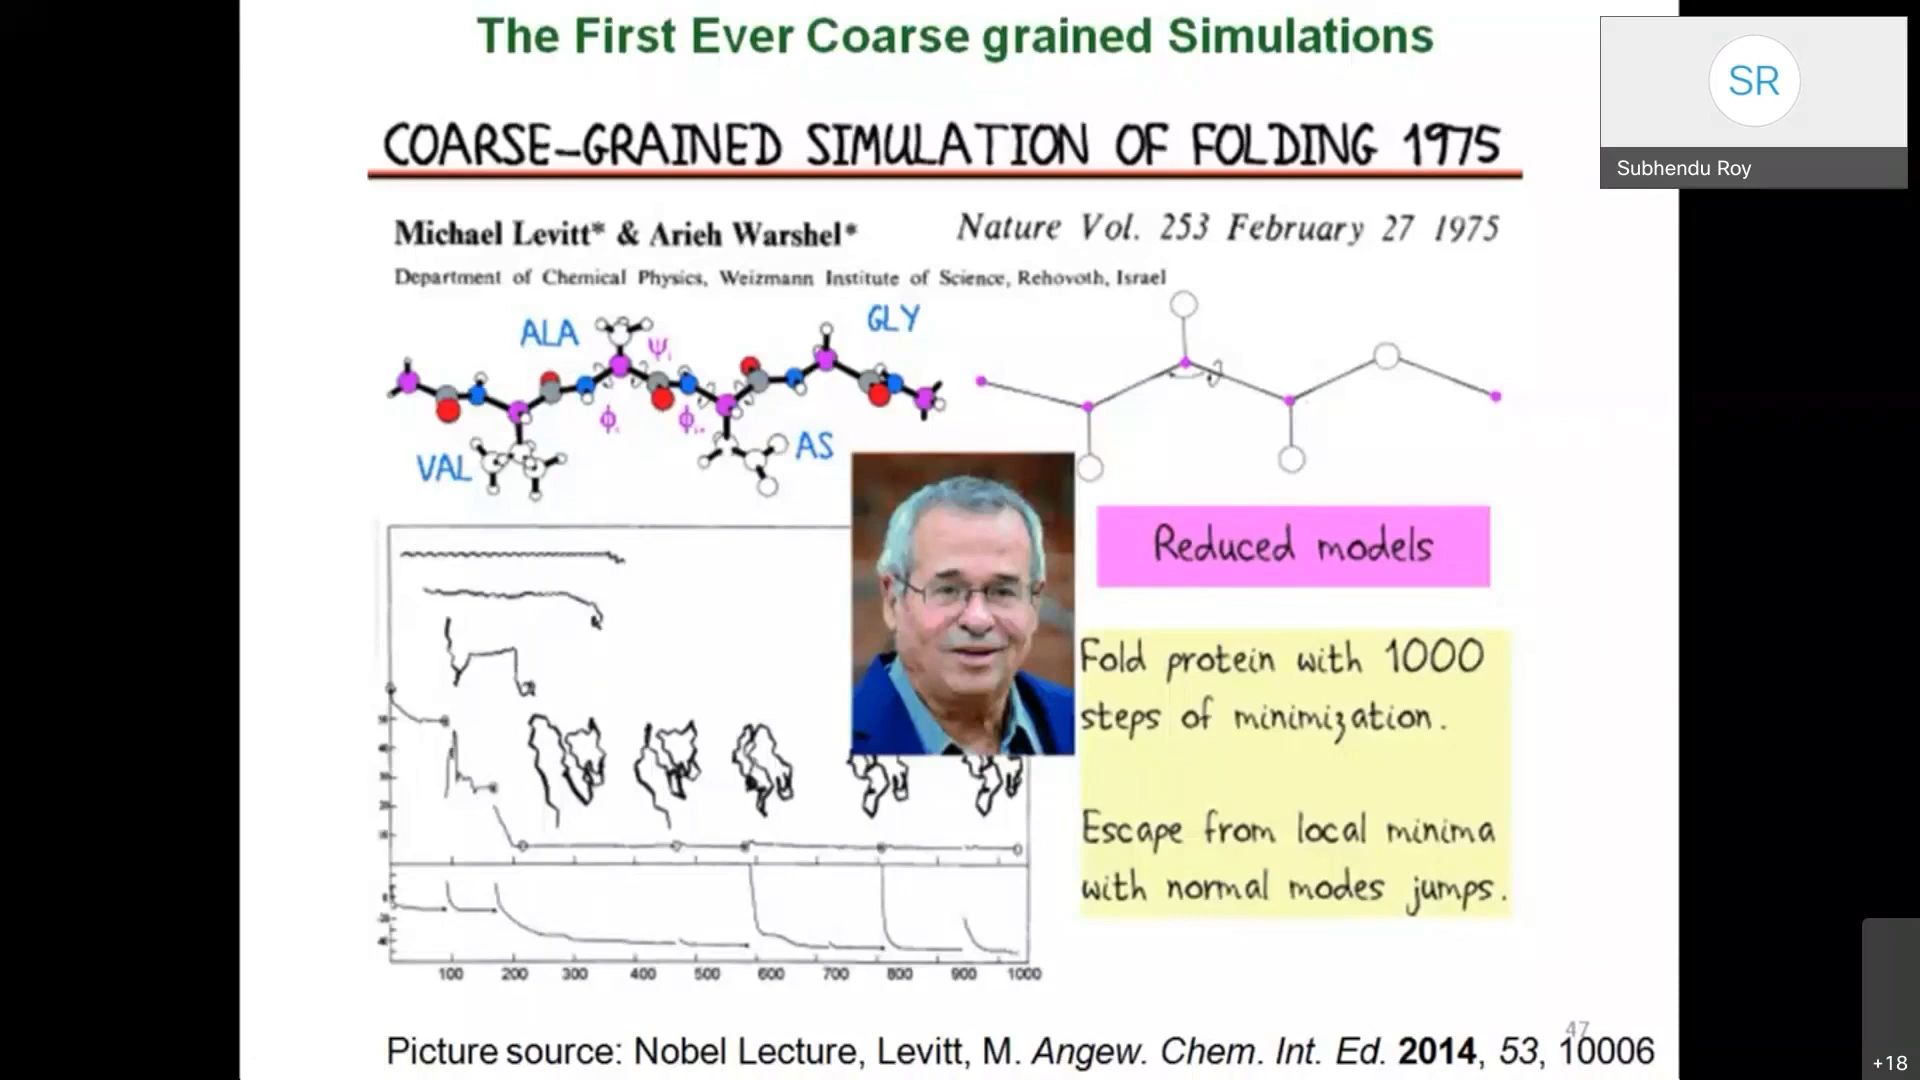 The First Ever Coarse grained Simulations
SR
Subhendu Roy
COARSE-GRAINED SIMULATION OF FOLDING 1975
Michael Levitt* & Arieh Warshel*
Nature Vol. 253 February 27 1975
Department of Chemical Physics, Weizmann Institute of Science, Rehovoth, Israel
ALA
GLY
VAL
AS
Reduced models
Fold protein with 1000
steps of minimization.
Escape from local minima
with normal modes jumps.
100 200 300 400 500 600 700 800 900 1000
47
Picture source: Nobel Lecture, Levitt, M. Angew. Chem. Int. Ed. 2014, 53, 10006
+18